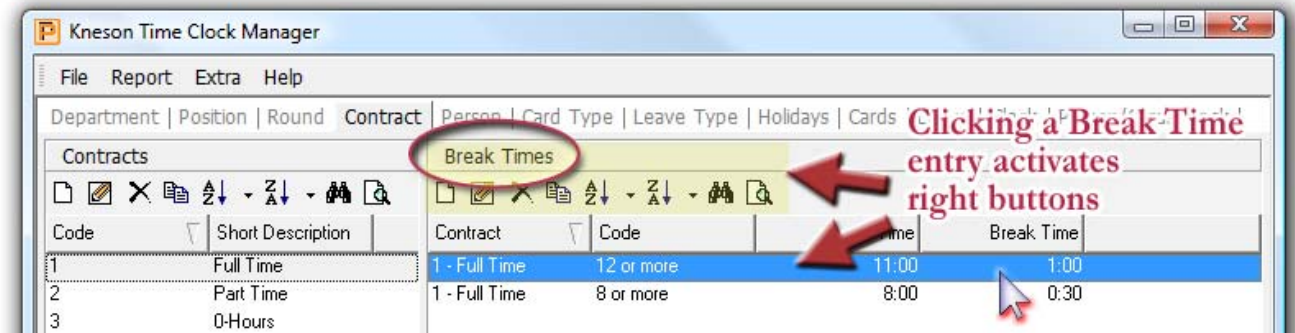 Kneson Time Clock Manager
File Report Extra Help
Department | Position | Round Contract | Person | Card Type | Leave Type | Holidays | Cards
Clicking a Break Time
entry activates
right buttons
Contracts
Break Times
Code Short Description
Contract Code Time Break Time
1 Full Time
1 - Full Time 12 or more 11:00 1:00
2 Part Time
1 - Full Time 8 or more 8:00 0:30
3 0-Hours